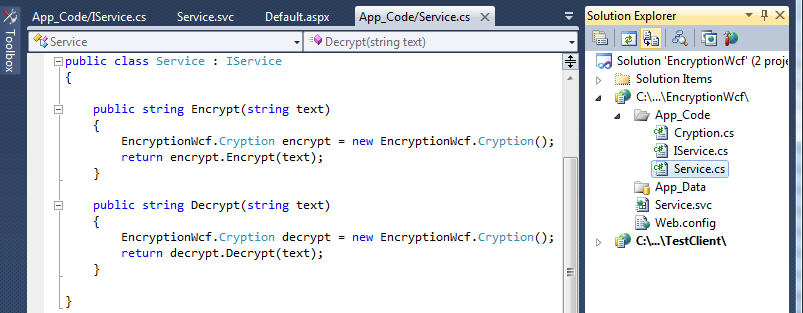 App_Code/IService.cs Service.svc Default.aspx App_Code/Service.cs
Toolbox
Service Decrypt(string text)
public class Service : IService
{
public string Encrypt(string text)
{
EncryptionWcf.Cryption encrypt = new EncryptionWcf.Cryption();
return encrypt.Encrypt(text);
}
public string Decrypt(string text)
{
EncryptionWcf.Cryption decrypt = new EncryptionWcf.Cryption();
return decrypt.Decrypt(text);
}
}
Solution Explorer
Solution 'EncryptionWcf' (2 proje
Solution Items
C:\...\EncryptionWcf\
App_Code
Cryption.cs
IService.cs
Service.cs
App_Data
Service.svc
Web.config
C:\...\TestClient\